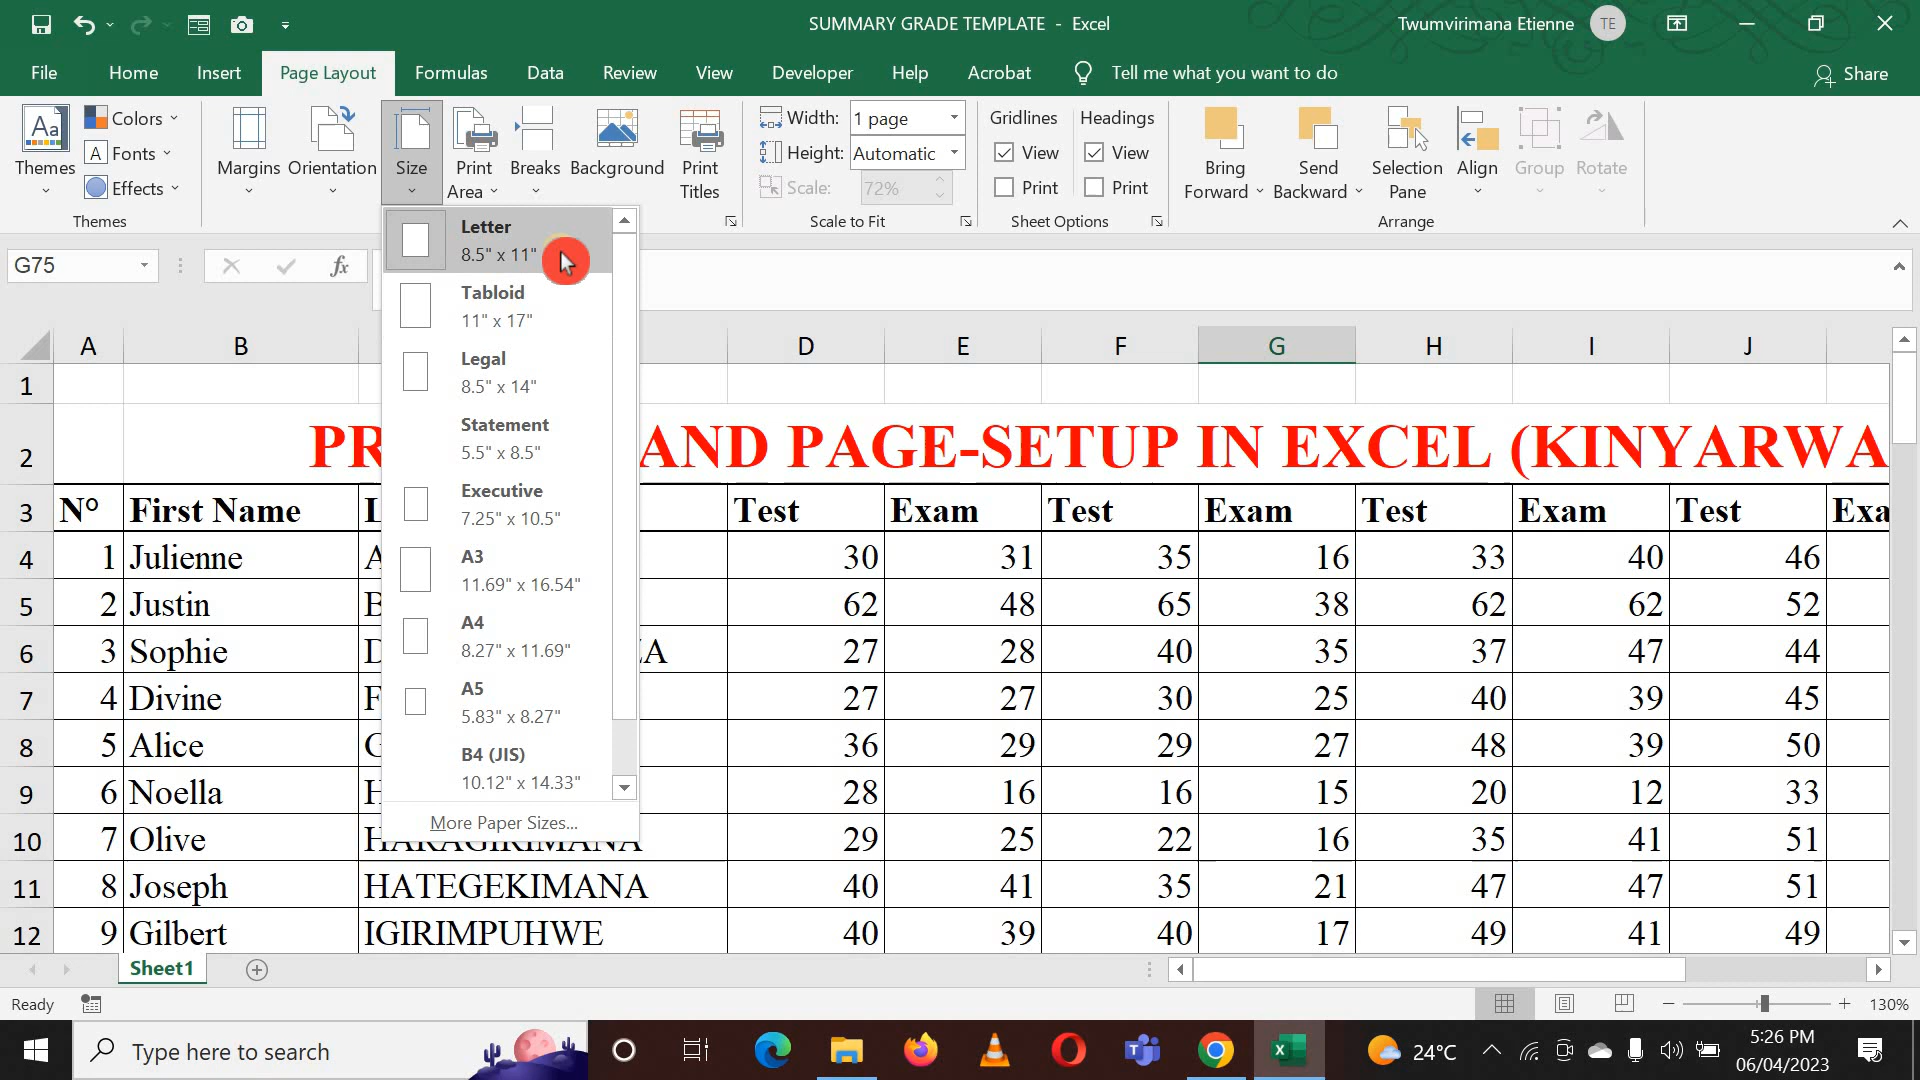 SUMMARY GRADE TEMPLATE - Excel
Twumvirimana Etienne TE
File Home Insert Page Layout Formulas Data Review View Developer Help Acrobat Tell me what you want to do Share
Themes Colors Fonts Effects
Themes
Margins Orientation Size Print Area Breaks Background Print Titles
Width: 1 page
Height: Automatic
Scale: 72%
Scale to Fit
Gridlines Headings
View View
Print Print
Sheet Options
Bring Forward Send Backward Selection Pane Align Group Rotate
Arrange
Letter
8.5" x 11"
Tabloid
11" x 17"
Legal
8.5" x 14"
Statement
5.5" x 8.5"
Executive
7.25" x 10.5"
A3
11.69" x 16.54"
A4
8.27" x 11.69"
A5
5.83" x 8.27"
B4 (JIS)
10.12" x 14.33"
More Paper Sizes...
G75 fx
A B D E F G H I J
1
2 PR AND PAGE-SETUP IN EXCEL (KINYARWA
3 N° First Name L Test Exam Test Exam Test Exam Test Exa
4 1 Julienne A 30 31 35 16 33 40 46
5 2 Justin B 62 48 65 38 62 62 52
6 3 Sophie D ZA 27 28 40 35 37 47 44
7 4 Divine F 27 27 30 25 40 39 45
8 5 Alice G 36 29 29 27 48 39 50
9 6 Noella H 28 16 16 15 20 12 33
10 7 Olive HARAGIRIMANA 29 25 22 16 35 41 51
11 8 Joseph HATEGEKIMANA 40 41 35 21 47 47 51
12 9 Gilbert IGIRIMPUHWE 40 39 40 17 49 41 49
Sheet1
Ready 130%
Type here to search
24°C
5:26 PM
06/04/2023